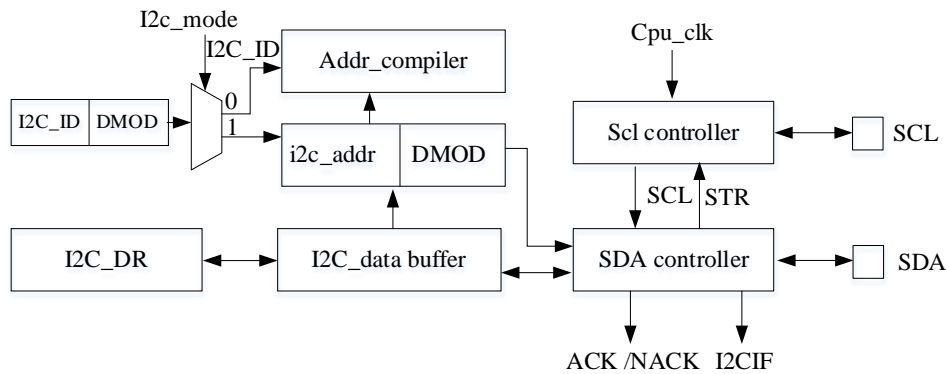 I2c_mode
I2C_ID
Addr_compiler
Cpu_clk
I2C_ID DMOD
0
1
i2c_addr DMOD
Scl controller
SCL
SCL STR
I2C_DR
I2C_data buffer
SDA controller
SDA
ACK /NACK I2CIF